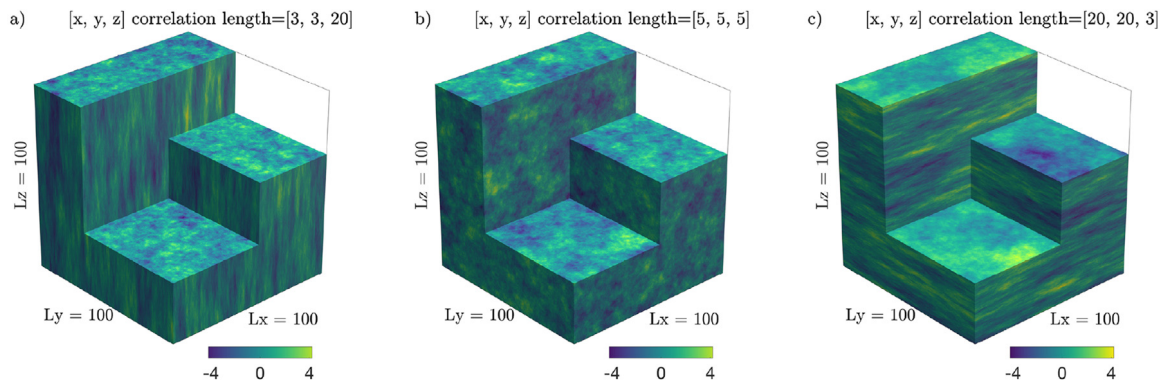 a) [x, y, z] correlation length=[3, 3, 20]
Lz = 100
Ly = 100
Lx = 100
-4 0 4
b) [x, y, z] correlation length=[5, 5, 5]
Lz = 100
Ly = 100
Lx = 100
-4 0 4
c) [x, y, z] correlation length=[20, 20, 3]
Lz = 100
Ly = 100
Lx = 100
-4 0 4